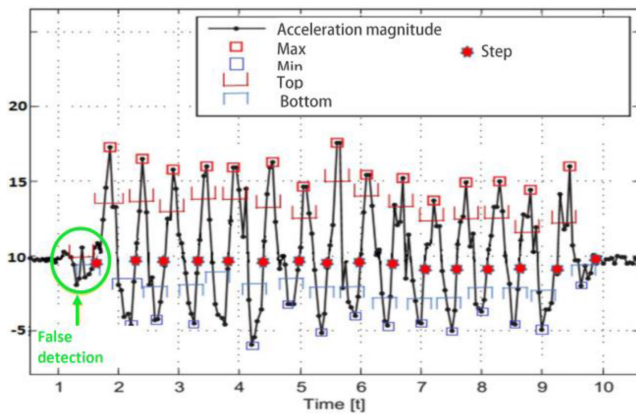 Acceleration magnitude
Max
Min
Top
Bottom
Step
20
15
10
-5
False
detection
1 2 3 4 5 6 7 8 9 10
Time [t]